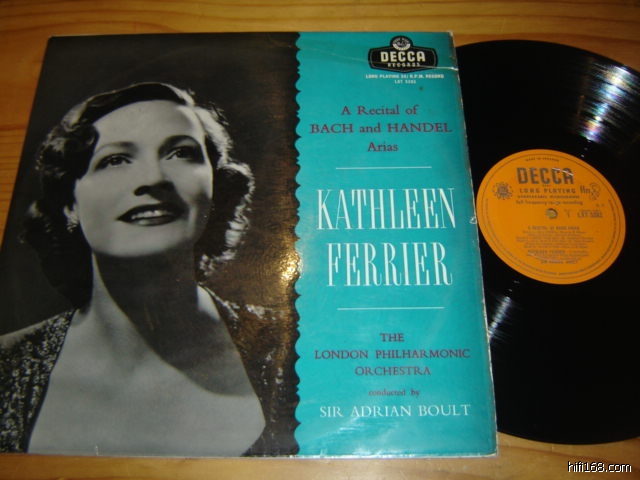 DECCA
RECORDS
LONG PLAYING 33⅓ R.P.M. RECORD
LXT 5382
A Recital of
BACH and HANDEL
Arias
KATHLEEN
FERRIER
THE
LONDON PHILHARMONIC
ORCHESTRA
conducted by
SIR ADRIAN BOULT
DECCA
LONG PLAYING
LXT 5382
hifi168.com